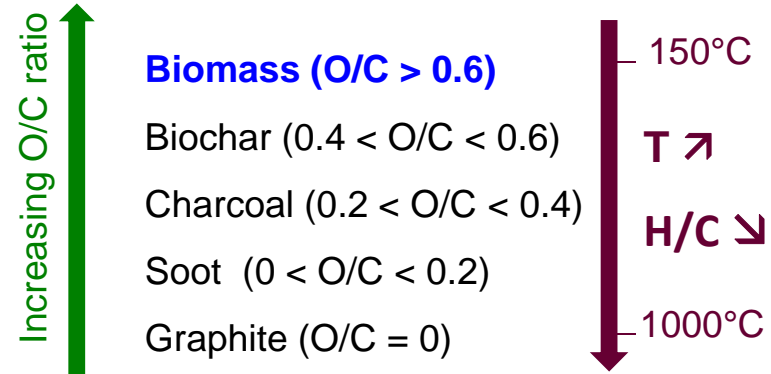 Increasing O/C ratio
Biomass (O/C > 0.6)
Biochar (0.4 < O/C < 0.6)
Charcoal (0.2 < O/C < 0.4)
Soot (0 < O/C < 0.2)
Graphite (O/C = 0)
150°C
T ↗
H/C ↘
1000°C